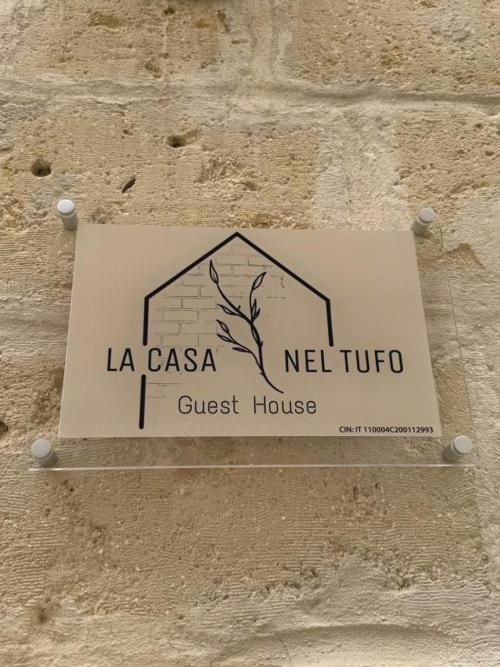 LA CASA NEL TUFO
Guest House
CIN: IT 110004C200112993